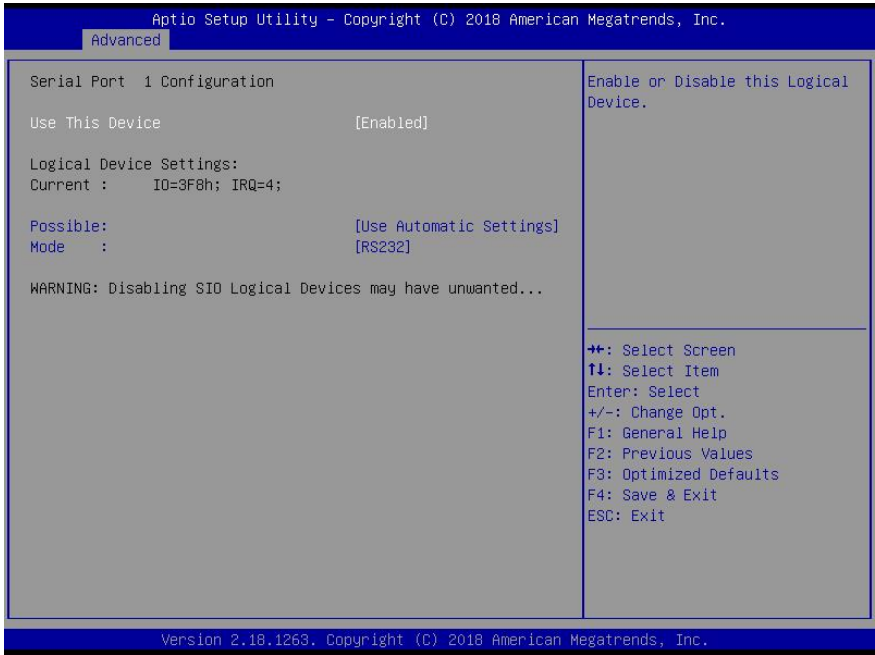 Aptio Setup Utility – Copyright (C) 2018 American Megatrends, Inc.
Advanced
Serial Port 1 Configuration
Use This Device [Enabled]
Logical Device Settings:
Current : IO=3F8h; IRQ=4;
Possible: [Use Automatic Settings]
Mode : [RS232]
WARNING: Disabling SIO Logical Devices may have unwanted...
Enable or Disable this Logical
Device.
→←: Select Screen
↑↓: Select Item
Enter: Select
+/-: Change Opt.
F1: General Help
F2: Previous Values
F3: Optimized Defaults
F4: Save & Exit
ESC: Exit
Version 2.18.1263. Copyright (C) 2018 American Megatrends, Inc.